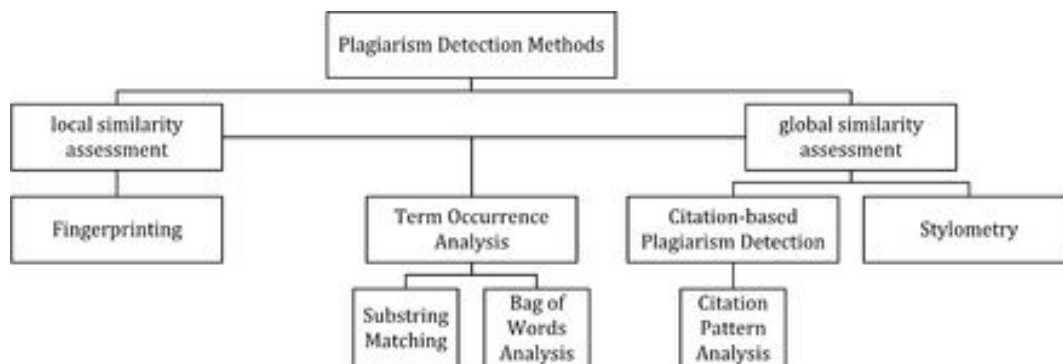 Plagiarism Detection Methods
local similarity
assessment
global similarity
assessment
Fingerprinting
Term Occurrence
Analysis
Citation-based
Plagiarism Detection
Stylometry
Substring
Matching
Bag of
Words
Analysis
Citation
Pattern
Analysis